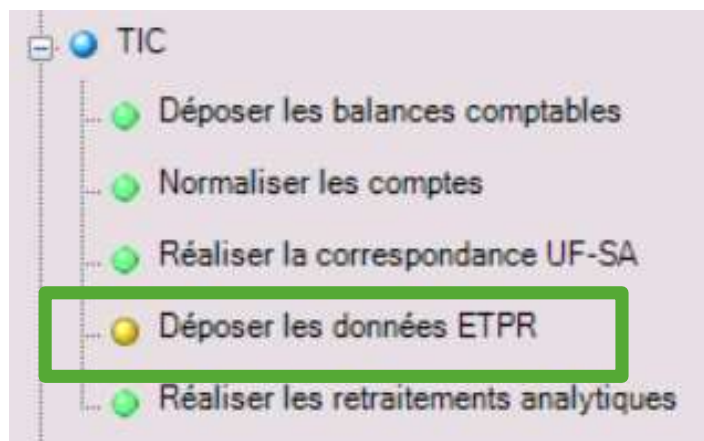 TIC
Déposer les balances comptables
Normaliser les comptes
Réaliser la correspondance UF-SA
Déposer les données ETPR
Réaliser les retraitements analytiques